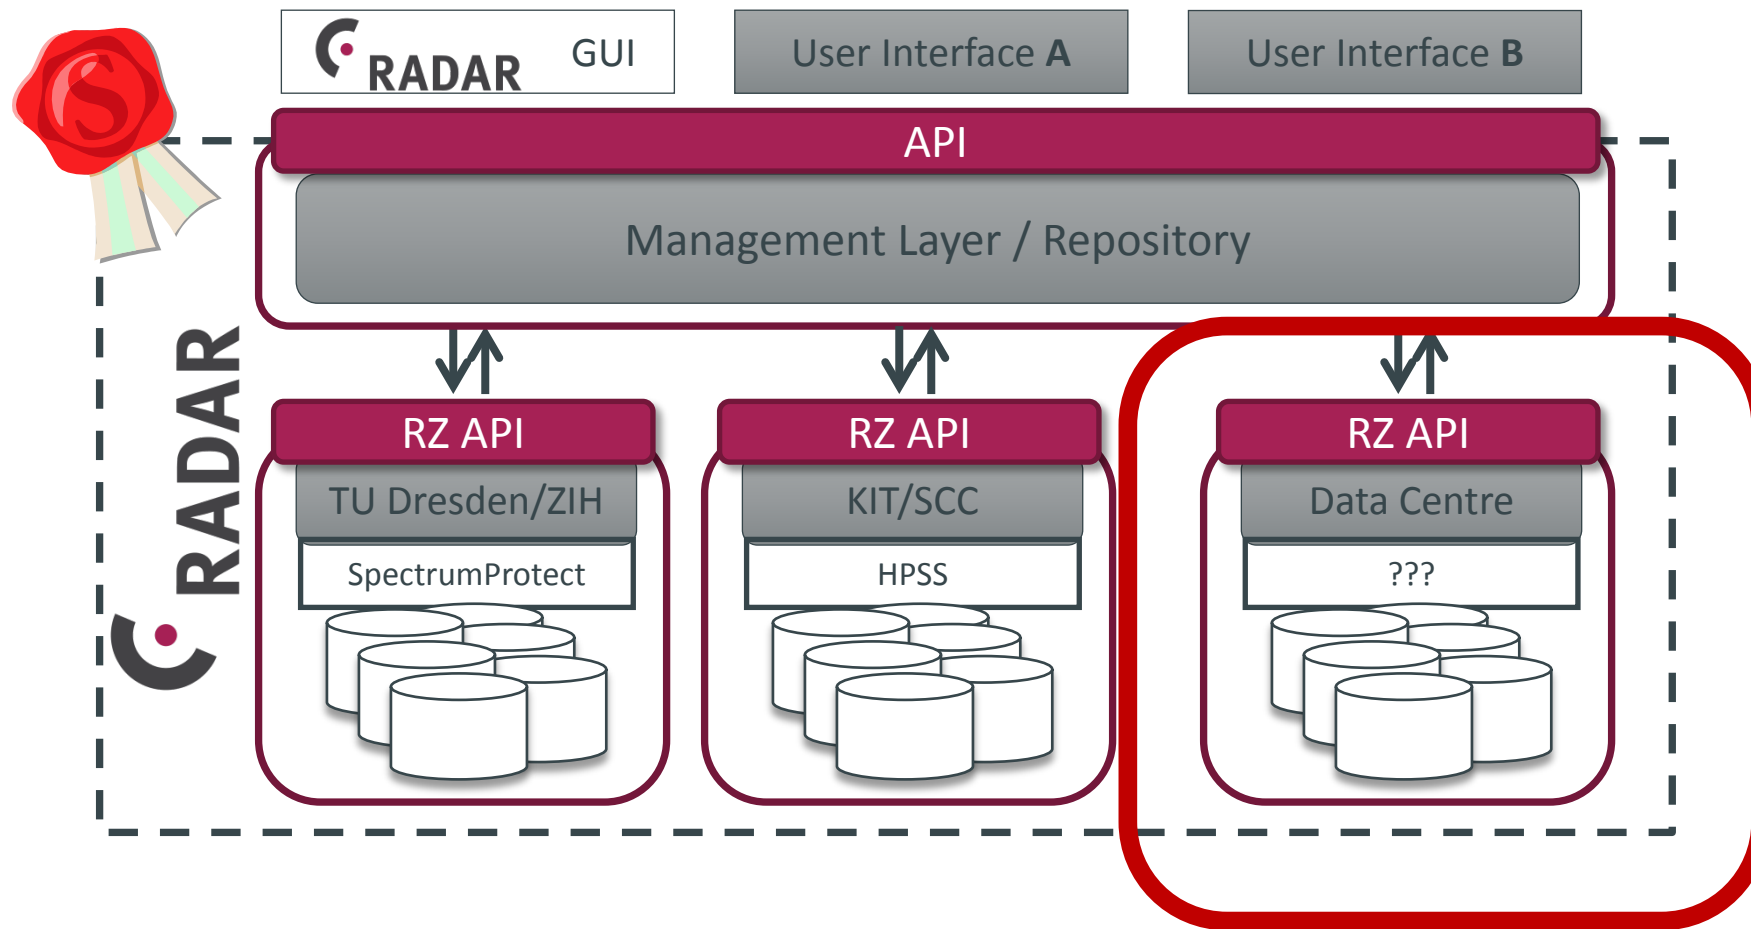 S
RADAR GUI
User Interface A
User Interface B
API
Management Layer / Repository
RADAR
RZ API
RZ API
RZ API
TU Dresden/ZIH
KIT/SCC
Data Centre
SpectrumProtect
HPSS
???